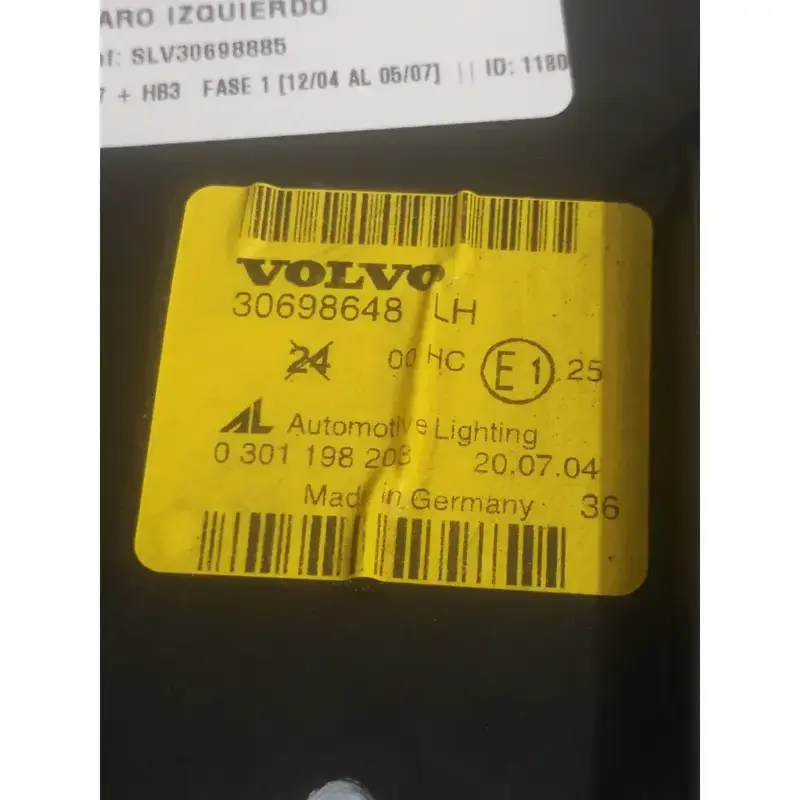 ARO IZQUIERDO
f: SLV30698885
7 + HB3 FASE 1 [12/04 AL 05/07] || ID: 1180
VOLVO
30698648 LH
24 00 HC E1 25
AL Automotive Lighting
0 301 198 203 20.07.04
Made in Germany 36